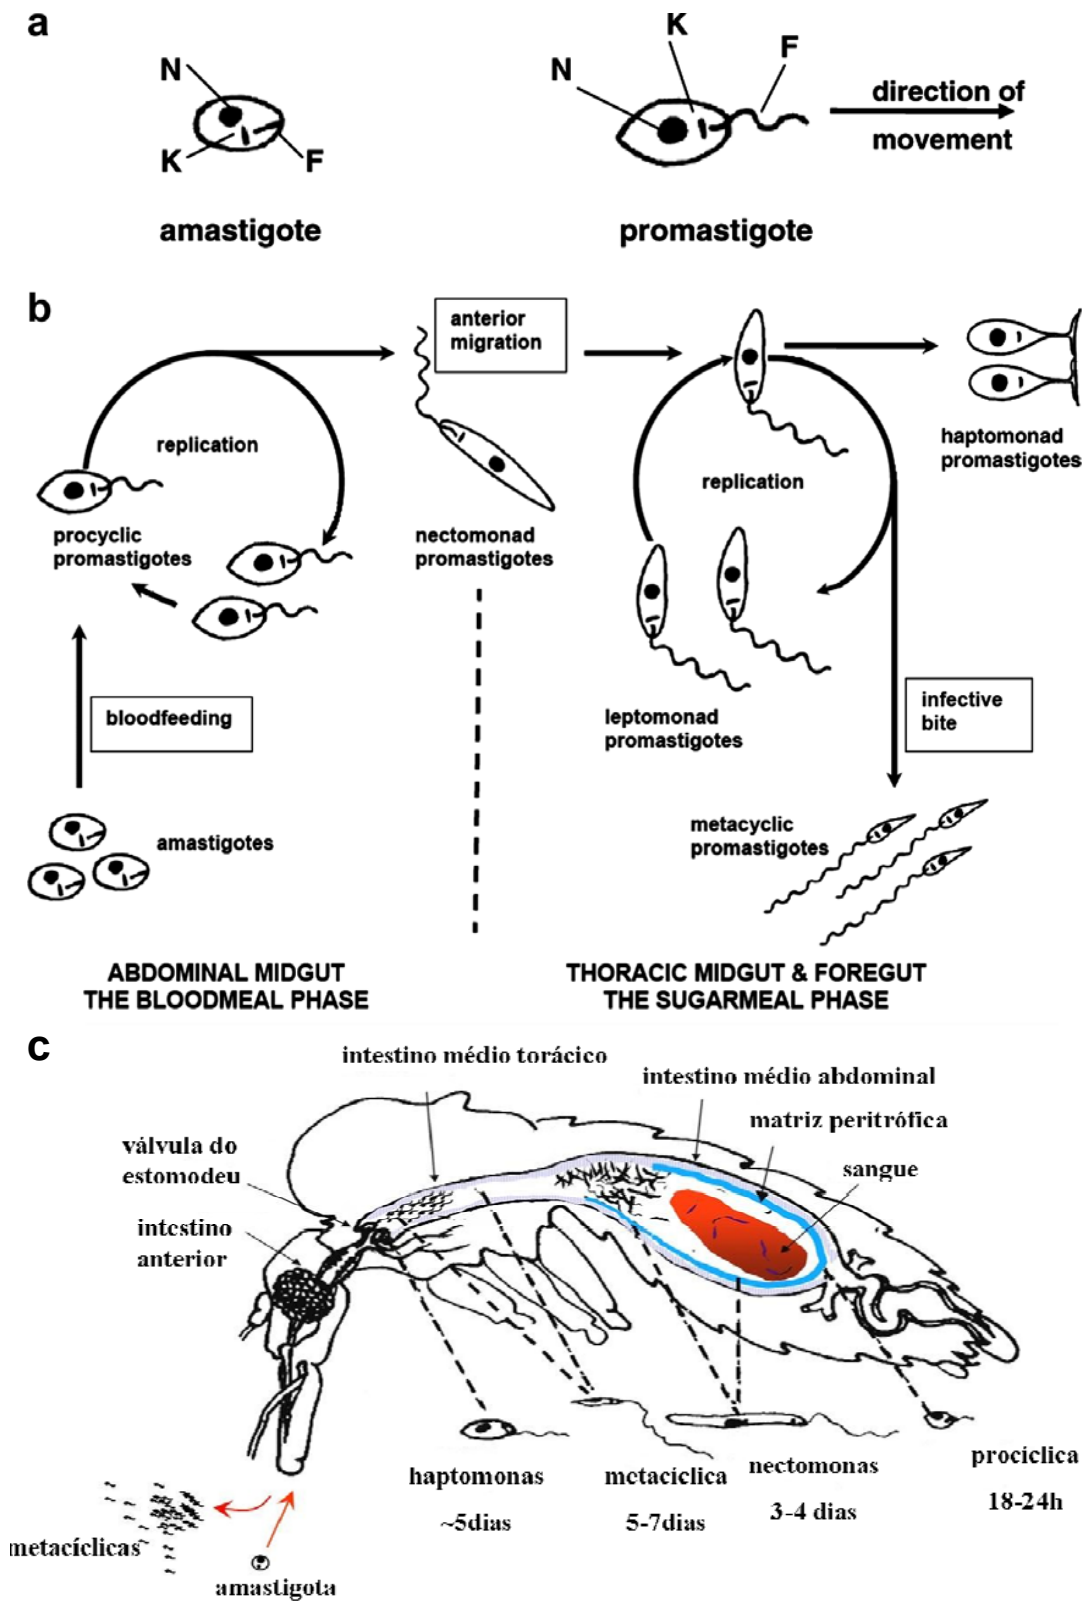 a
N
K
F
amastigote
N
K
F
direction of
movement
promastigote
b
anterior
migration
replication
procyclic
promastigotes
nectomonad
promastigotes
replication
haptomonad
promastigotes
bloodfeeding
leptomonad
promastigotes
infective
bite
amastigotes
metacyclic
promastigotes
ABDOMINAL MIDGUT
THE BLOODMEAL PHASE
THORACIC MIDGUT & FOREGUT
THE SUGARMEAL PHASE
c
intestino médio torácico
intestino médio abdominal
matriz peritrófica
válvula do
estomodeu
sangue
intestino
anterior
haptomonas
~5dias
metacíclica
5-7dias
nectomonas
3-4 dias
procíclica
18-24h
metacíclicas
amastigota